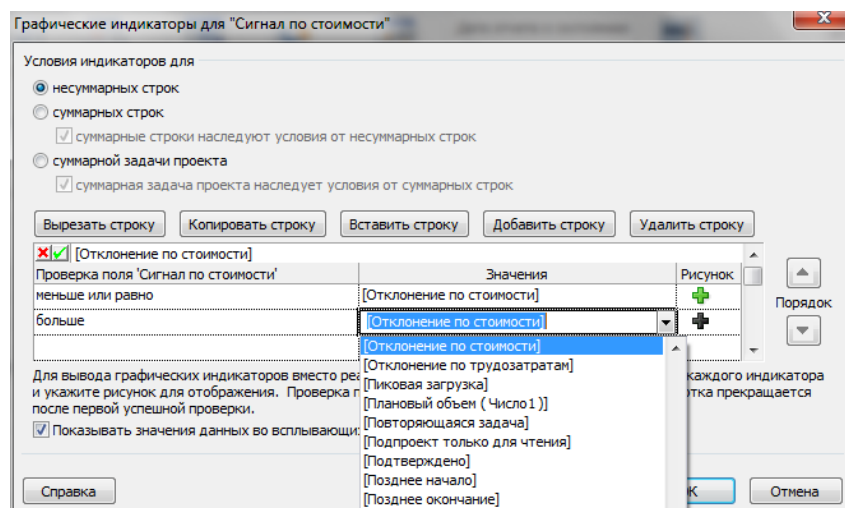 Графические индикаторы для "Сигнал по стоимости"
Условия индикаторов для
несуммарных строк
суммарных строк
суммарные строки наследуют условия от несуммарных строк
суммарной задачи проекта
суммарная задача проекта наследует условия от суммарных строк
Вырезать строку Копировать строку Вставить строку Добавить строку Удалить строку
[Отклонение по стоимости]
Проверка поля 'Сигнал по стоимости' Значения Рисунок
меньше или равно [Отклонение по стоимости]
Порядок
больше [Отклонение по стоимости]
[Отклонение по стоимости]
[Отклонение по трудозатратам]
[Пиковая загрузка]
[Плановый объем ( Число1 )]
[Повторяющаяся задача]
[Подпроект только для чтения]
[Подтверждено]
[Позднее начало]
[Позднее окончание]
Для вывода графических индикаторов вместо каждого индикатора
и укажите рисунок для отображения. Проверка прекращается
после первой успешной проверки.
Показывать значения данных во
Справка Отмена